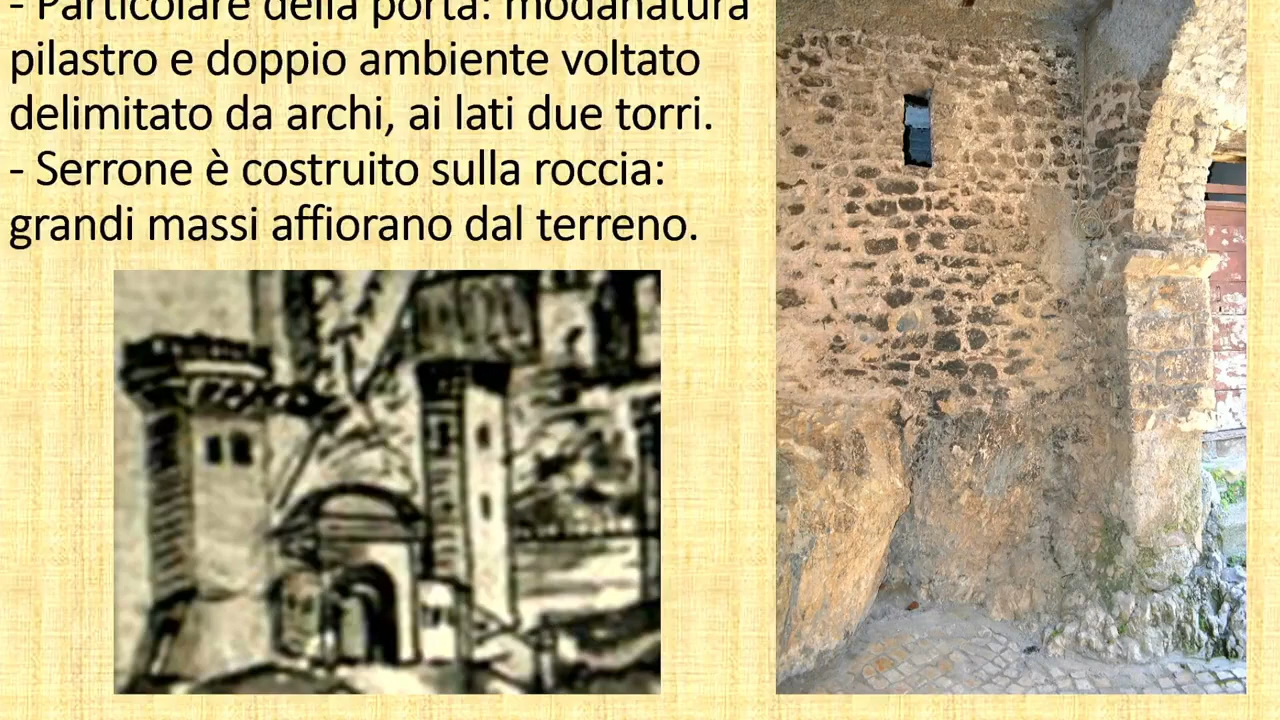 - Particolare della porta: modanatura
pilastro e doppio ambiente voltato
delimitato da archi, ai lati due torri.
- Serrone è costruito sulla roccia:
grandi massi affiorano dal terreno.